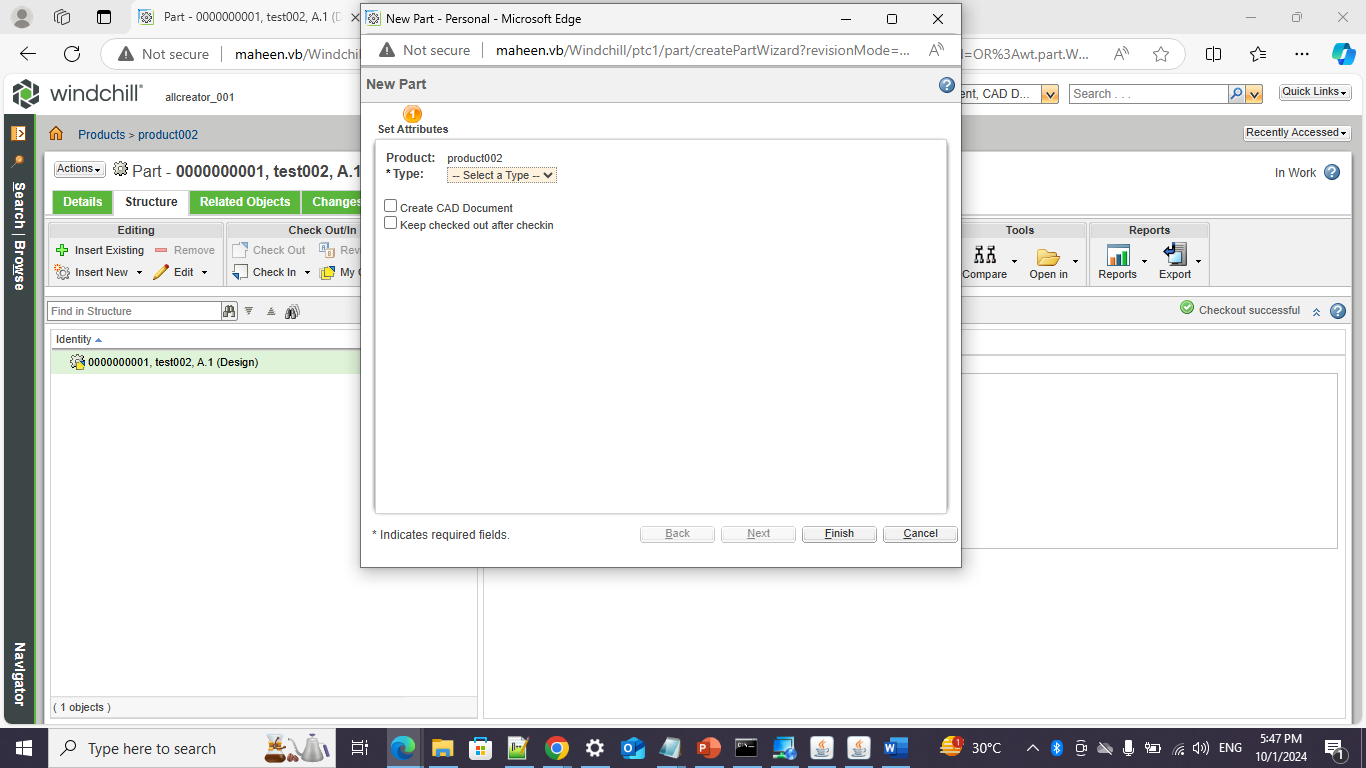 Part - 0000000001, test002, A.1 (D
New Part - Personal - Microsoft Edge
Not secure
maheen.vb/Windchill
Not secure
maheen.vb/Windchill/ptc1/part/createPartWizard?revisionMode=...
l=OR%3Awt.part.W...
windchill
allcreator_001
New Part
ent, CAD D...
Search . . .
Quick Links
1
Set Attributes
Products > product002
Recently Accessed
Actions
Part - 0000000001, test002, A.1
In Work
Product: product002
* Type: -- Select a Type --
Details
Structure
Related Objects
Changes
Create CAD Document
Keep checked out after checkin
Editing
Check Out/In
Tools
Reports
Insert Existing
Remove
Check Out
Rev
Insert New
Edit
Check In
My C
Compare
Open in
Reports
Export
Search | Browse
Find in Structure
Checkout successful
Identity
0000000001, test002, A.1 (Design)
* Indicates required fields.
Back
Next
Finish
Cancel
Navigator
( 1 objects )
Type here to search
1
30°C
ENG
5:47 PM
10/1/2024
1